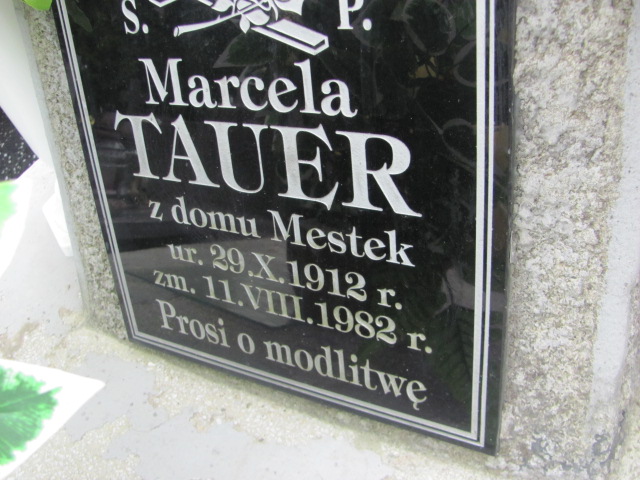 Ś. P.
Marcela
TAUER
z domu Mestek
ur. 29.X.1912 r.
zm. 11.VIII.1982 r.
Prosi o modlitwę